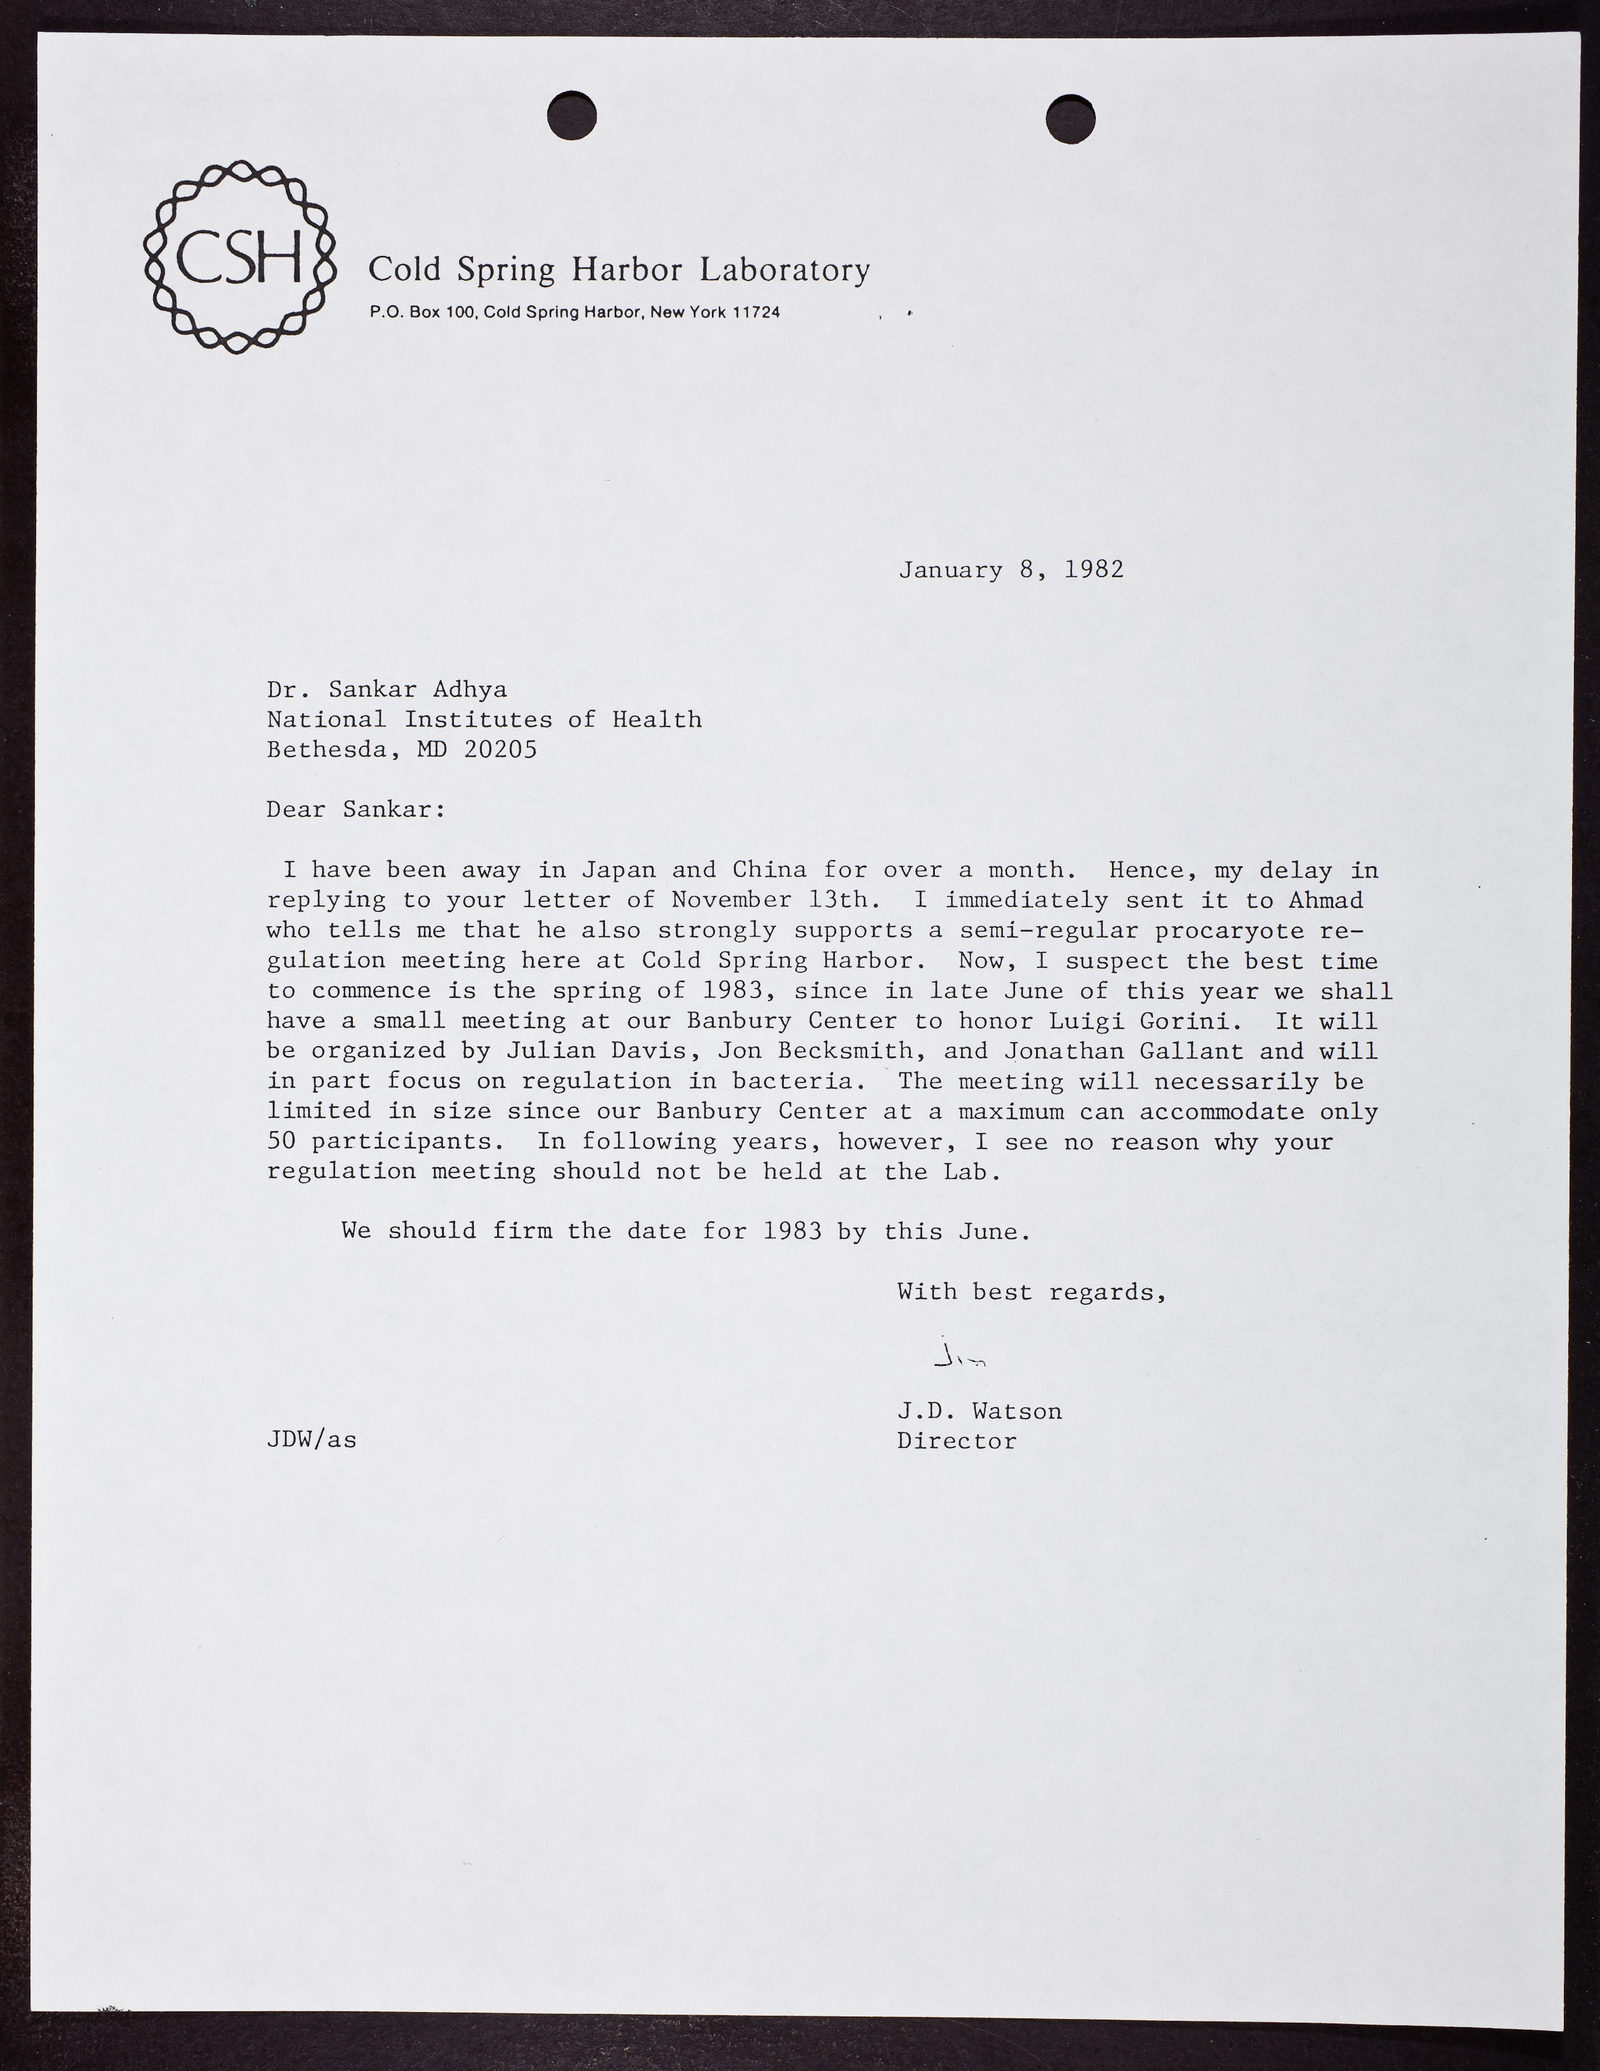 CSH
Cold Spring Harbor Laboratory
P.O. Box 100, Cold Spring Harbor, New York 11724
January 8, 1982
Dr. Sankar Adhya
National Institutes of Health
Bethesda, MD 20205
Dear Sankar:
I have been away in Japan and China for over a month. Hence, my delay in
replying to your letter of November 13th. I immediately sent it to Ahmad
who tells me that he also strongly supports a semi-regular procaryote re-
gulation meeting here at Cold Spring Harbor. Now, I suspect the best time
to commence is the spring of 1983, since in late June of this year we shall
have a small meeting at our Banbury Center to honor Luigi Gorini. It will
be organized by Julian Davis, Jon Becksmith, and Jonathan Gallant and will
in part focus on regulation in bacteria. The meeting will necessarily be
limited in size since our Banbury Center at a maximum can accommodate only
50 participants. In following years, however, I see no reason why your
regulation meeting should not be held at the Lab.
We should firm the date for 1983 by this June.
With best regards,
Jim
J.D. Watson
JDW/as
Director